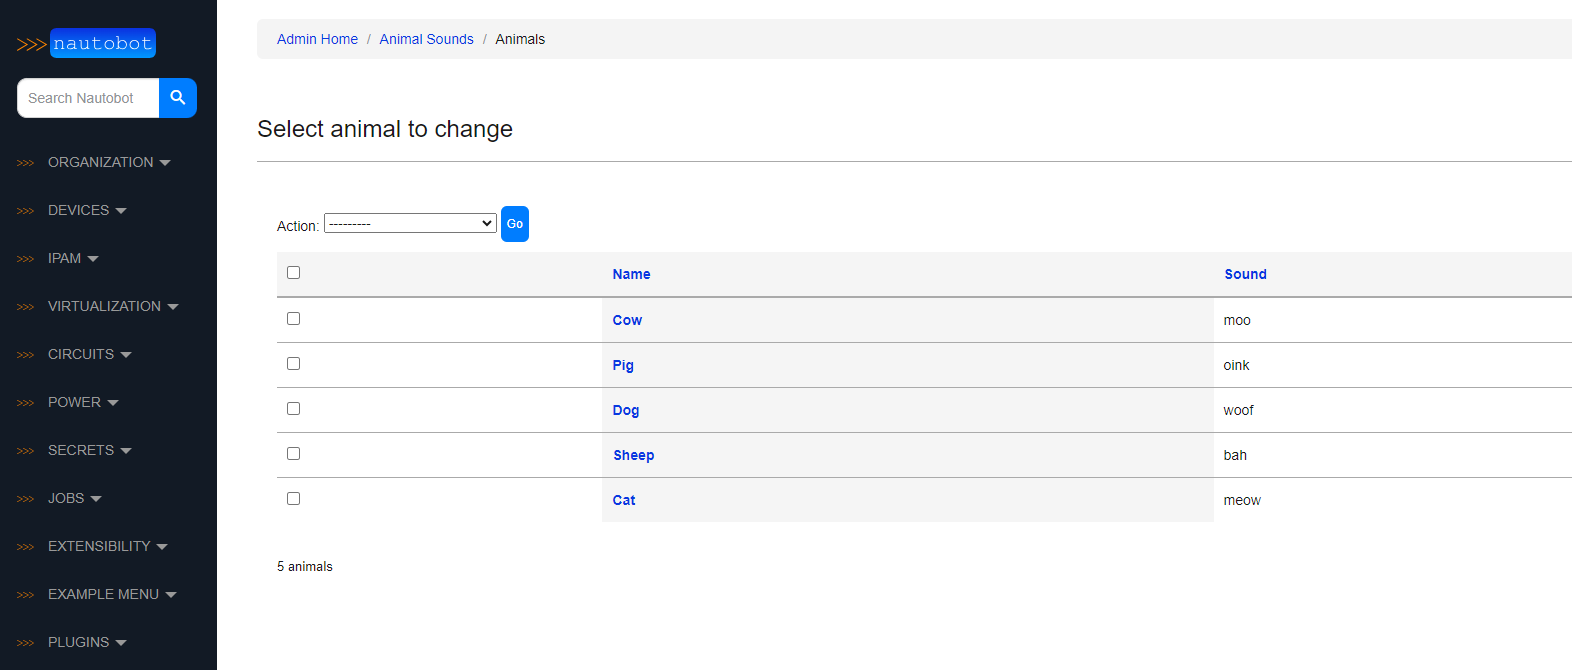 >>> nautobot
Search Nautobot
>>> ORGANIZATION
>>> DEVICES
>>> IPAM
>>> VIRTUALIZATION
>>> CIRCUITS
>>> POWER
>>> SECRETS
>>> JOBS
>>> EXTENSIBILITY
>>> EXAMPLE MENU
>>> PLUGINS
Admin Home / Animal Sounds / Animals
Select animal to change
Action: --------- Go
Name Sound
Cow moo
Pig oink
Dog woof
Sheep bah
Cat meow
5 animals